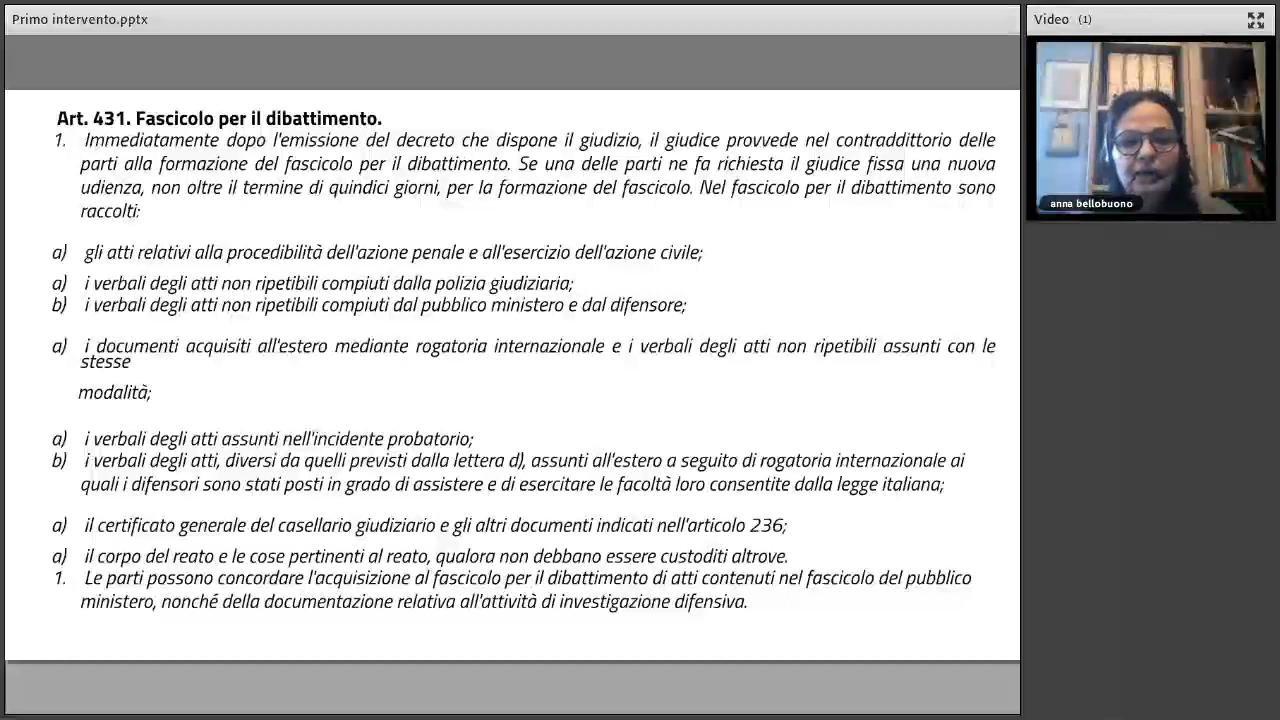 Primo intervento.pptx
Video (1)
Art. 431. Fascicolo per il dibattimento.
1. Immediatamente dopo l'emissione del decreto che dispone il giudizio, il giudice provvede nel contraddittorio delle
parti alla formazione del fascicolo per il dibattimento. Se una delle parti ne fa richiesta il giudice fissa una nuova
udienza, non oltre il termine di quindici giorni, per la formazione del fascicolo. Nel fascicolo per il dibattimento sono
raccolti:
a) gli atti relativi alla procedibilità dell'azione penale e all'esercizio dell'azione civile;
a) i verbali degli atti non ripetibili compiuti dalla polizia giudiziaria;
b) i verbali degli atti non ripetibili compiuti dal pubblico ministero e dal difensore;
a) i documenti acquisiti all'estero mediante rogatoria internazionale e i verbali degli atti non ripetibili assunti con le
stesse
modalità;
a) i verbali degli atti assunti nell'incidente probatorio;
b) i verbali degli atti, diversi da quelli previsti dalla lettera d), assunti all'estero a seguito di rogatoria internazionale ai
quali i difensori sono stati posti in grado di assistere e di esercitare le facoltà loro consentite dalla legge italiana;
a) il certificato generale del casellario giudiziario e gli altri documenti indicati nell'articolo 236;
a) il corpo del reato e le cose pertinenti al reato, qualora non debbano essere custoditi altrove.
1. Le parti possono concordare l'acquisizione al fascicolo per il dibattimento di atti contenuti nel fascicolo del pubblico
ministero, nonché della documentazione relativa all'attività di investigazione difensiva.
anna bellobuono